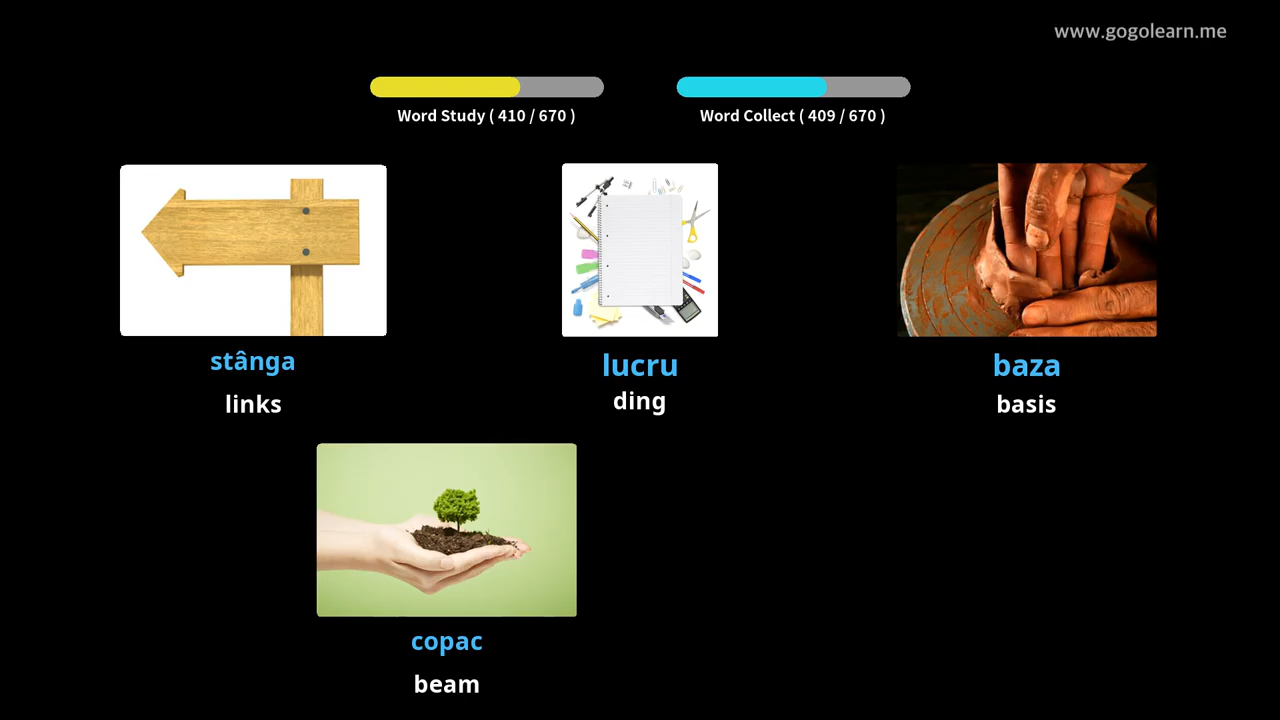 www.gogolearn.me
Word Study ( 410 / 670 )
Word Collect ( 409 / 670 )
stânga
links
lucru
ding
baza
basis
copac
beam